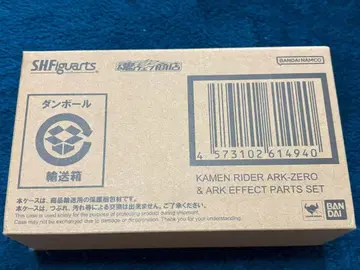 S.H.Figuarts
魂ウェブ商店
BANDAI NAMCO
ダンボール
輸送箱
4 573102 614940
KAMEN RIDER ARK-ZERO
& ARK EFFECT PARTS SET
本ケースは、商品輸送用の保護梱包材です。
本ケースは、つぶれ、汚れ等による交換は出来ません。ご了承ください。
This case is used solely for the purpose of protecting product during shipment.
Case may not be exchanged due to crushing, stains, etc. Thank you for your understanding.
BAN
DAI